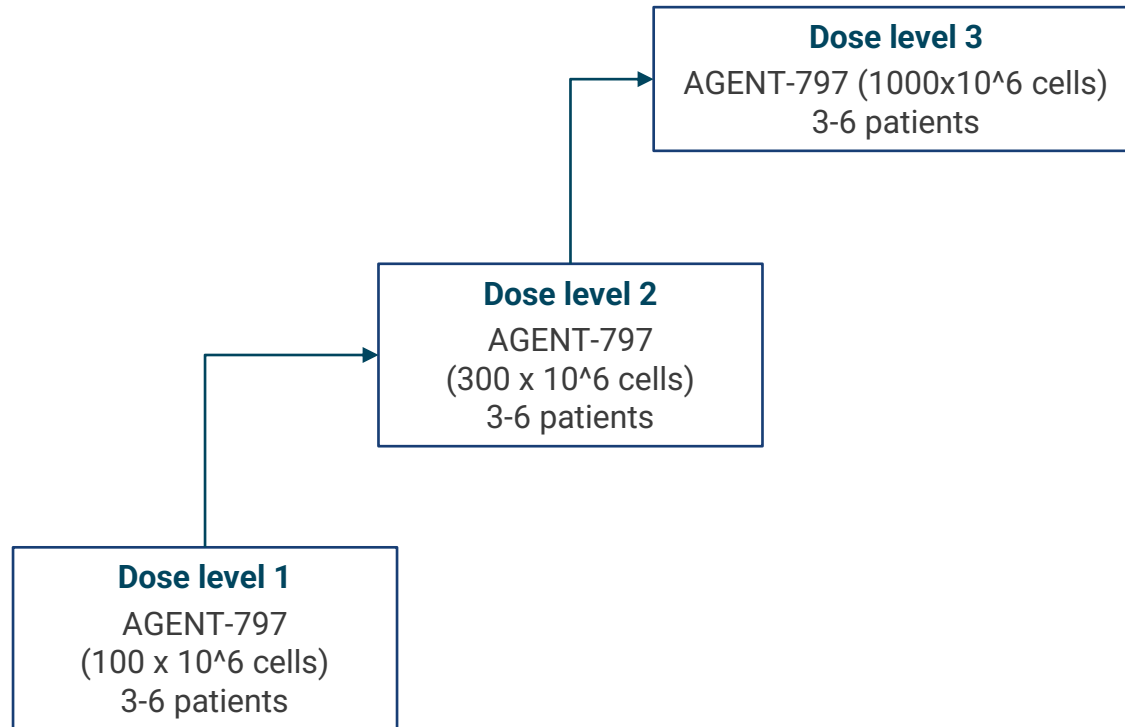 Dose level 3
AGENT-797 (1000x10^6 cells)
3-6 patients
Dose level 2
AGENT-797
(300 x 10^6 cells)
3-6 patients
Dose level 1
AGENT-797
(100 x 10^6 cells)
3-6 patients